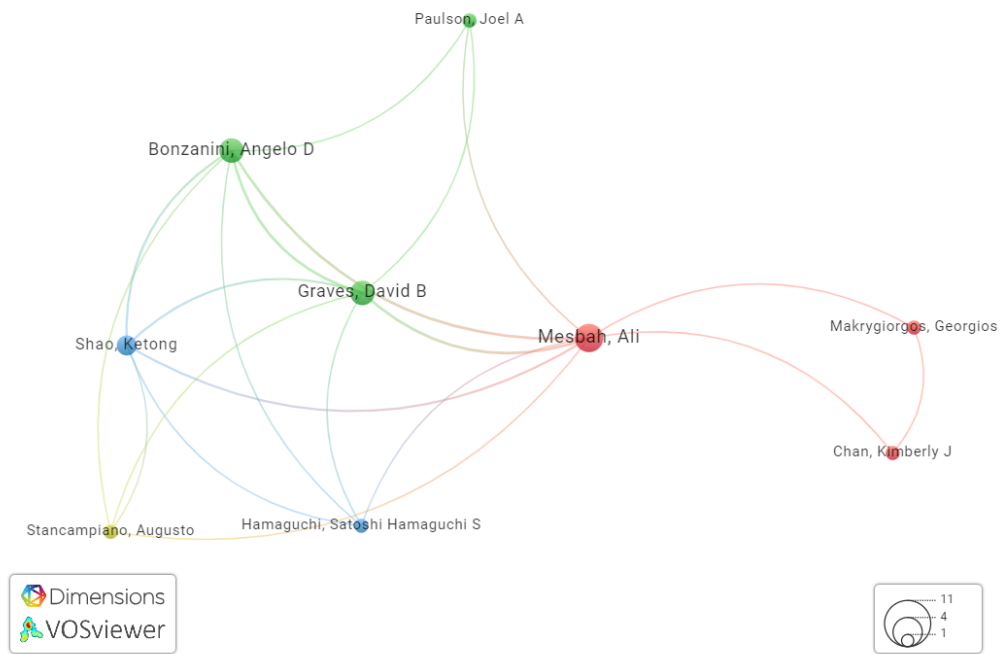 Paulson, Joel A
Bonzanini, Angelo D
Graves, David B
Mesbah, Ali
Makrygiorgos, Georgios
Shao, Ketong
Chan, Kimberly J
Stancampiano, Augusto
Hamaguchi, Satoshi Hamaguchi S
Dimensions
VOSviewer
11
4
1